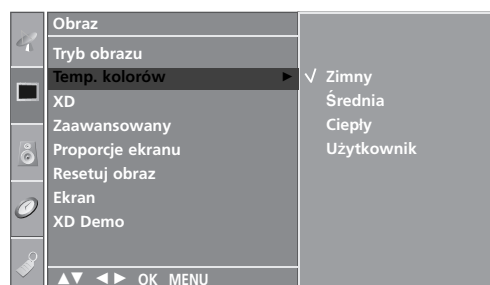 Obraz
Tryb obrazu
Temp. kolorów ►
XD
Zaawansowany
Proporcje ekranu
Resetuj obraz
Ekran
XD Demo
▲▼ ◄► OK MENU
√ Zimny
Średnia
Ciepły
Użytkownik